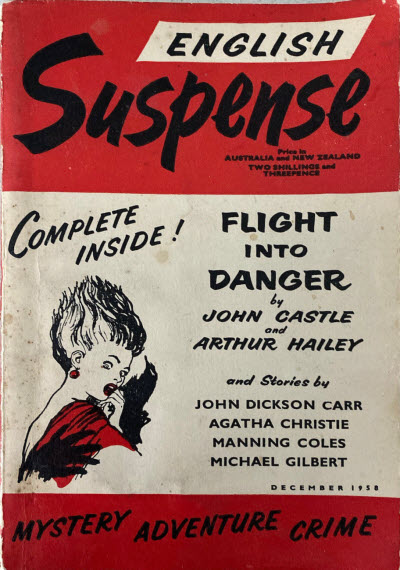 ENGLISH
Suspense
Price in
AUSTRALIA and NEW ZEALAND
TWO SHILLINGS and
THREEPENCE
COMPLETE
INSIDE!
FLIGHT
INTO
DANGER
by
JOHN CASTLE
and
ARTHUR HAILEY
and Stories by
JOHN DICKSON CARR
AGATHA CHRISTIE
MANNING COLES
MICHAEL GILBERT
DECEMBER 1958
MYSTERY ADVENTURE CRIME